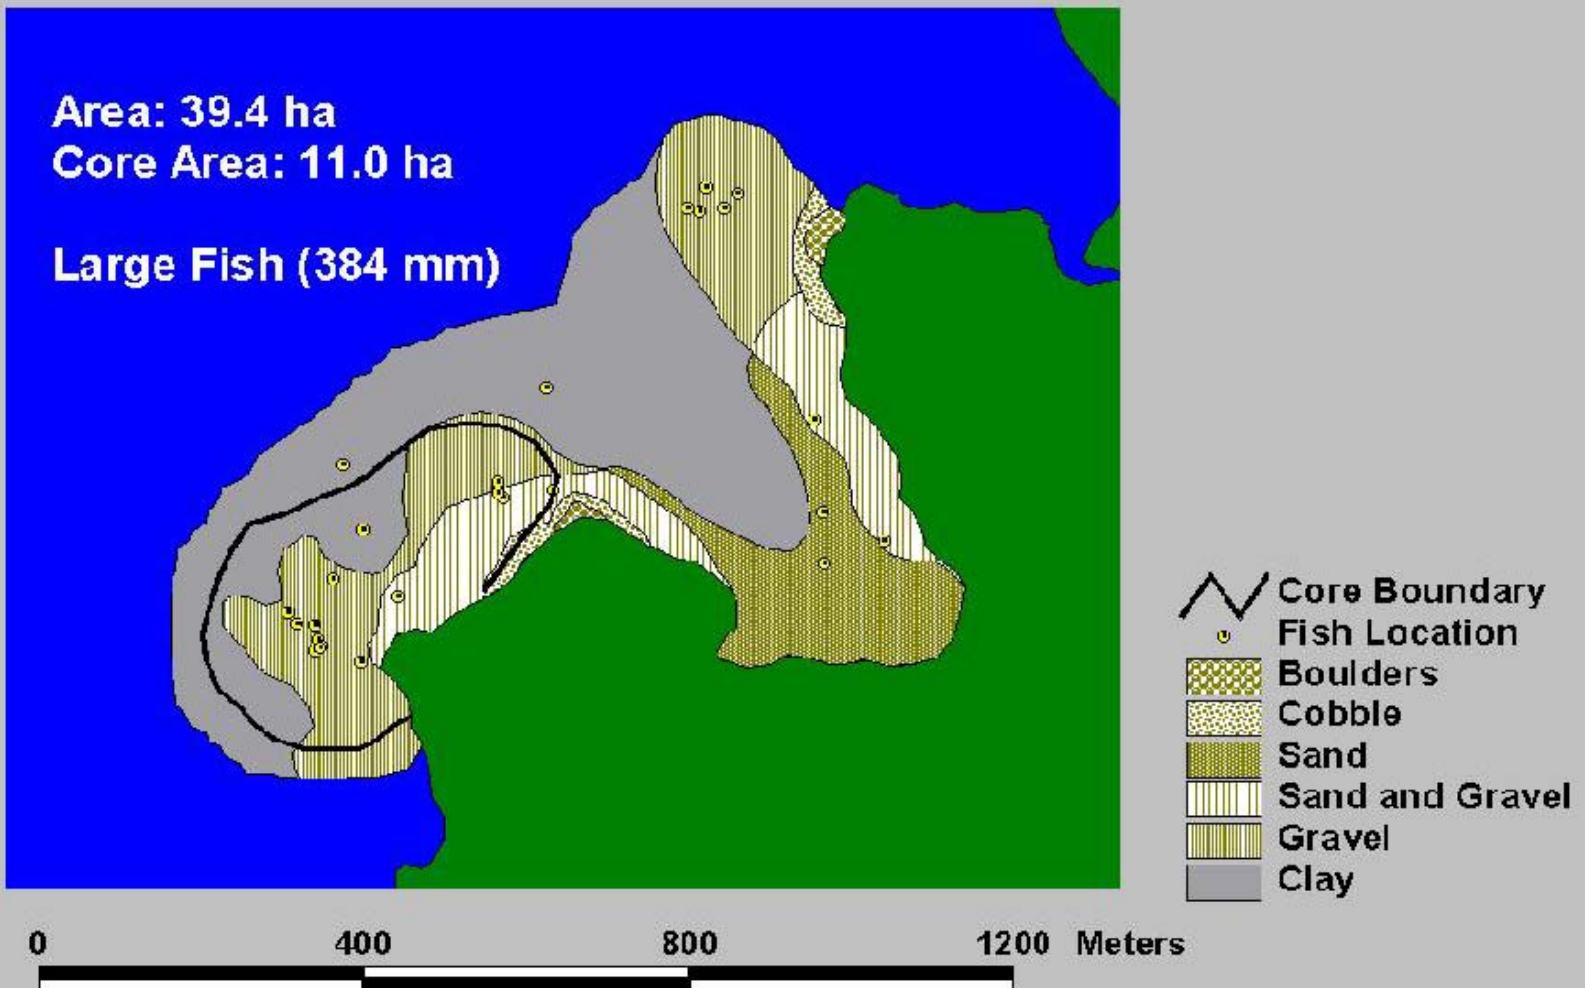 Area: 39.4 ha
Core Area: 11.0 ha
Large Fish (384 mm)
Core Boundary
Fish Location
Boulders
Cobble
Sand
Sand and Gravel
Gravel
Clay
0 400 800 1200 Meters